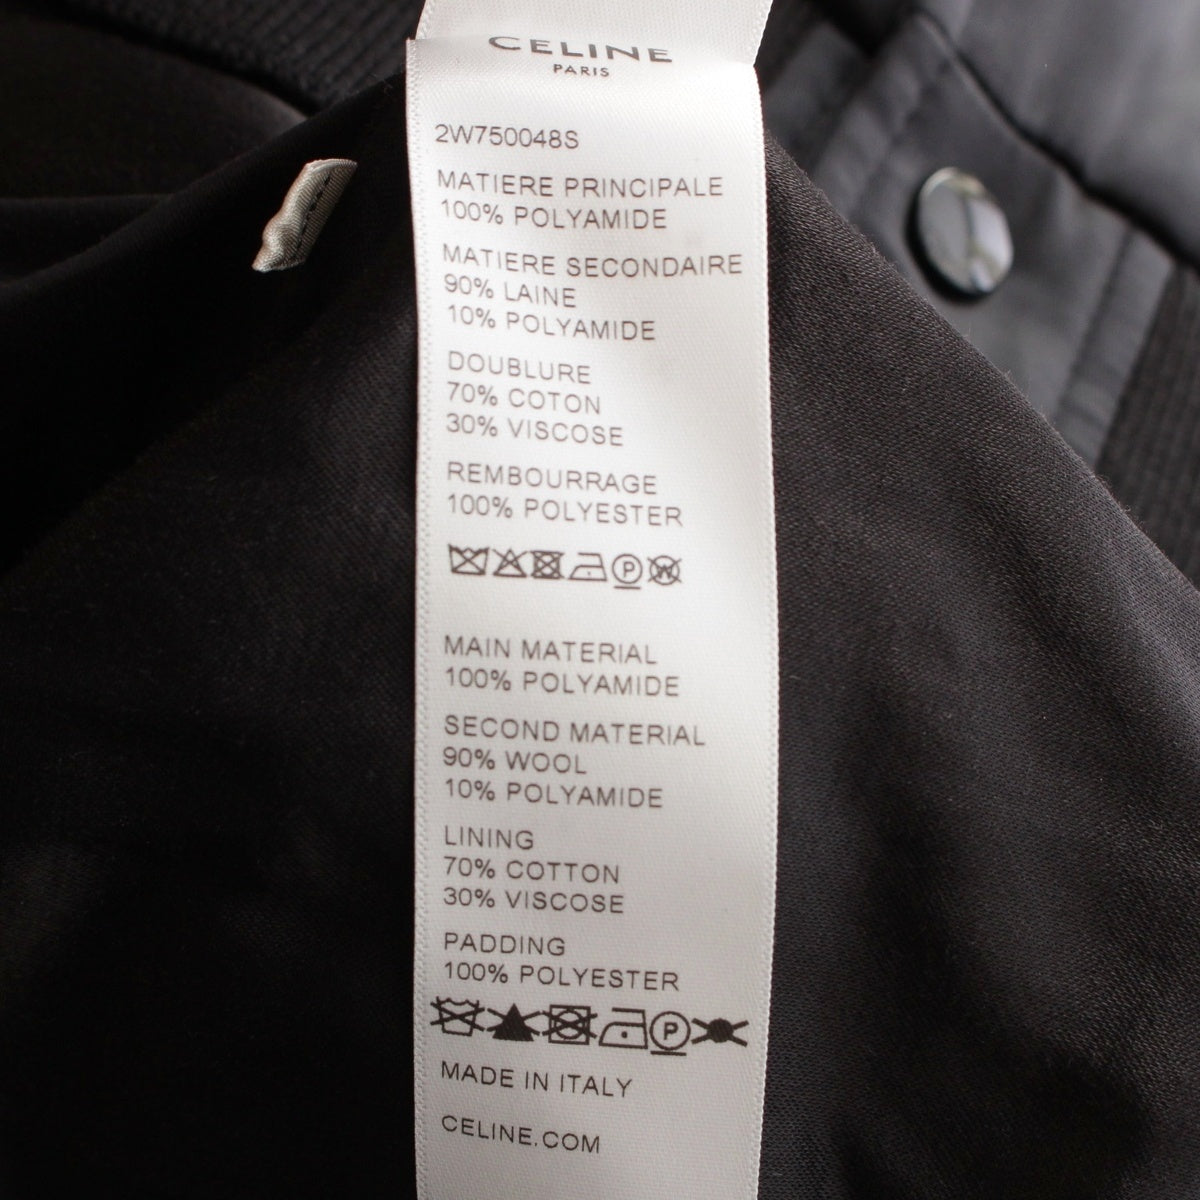 CELINE
PARIS
2W750048S
MATIERE PRINCIPALE
100% POLYAMIDE
MATIERE SECONDAIRE
90% LAINE
10% POLYAMIDE
DOUBLURE
70% COTON
30% VISCOSE
REMBOURRAGE
100% POLYESTER
P W
MAIN MATERIAL
100% POLYAMIDE
SECOND MATERIAL
90% WOOL
10% POLYAMIDE
LINING
70% COTTON
30% VISCOSE
PADDING
100% POLYESTER
P
MADE IN ITALY
CELINE.COM